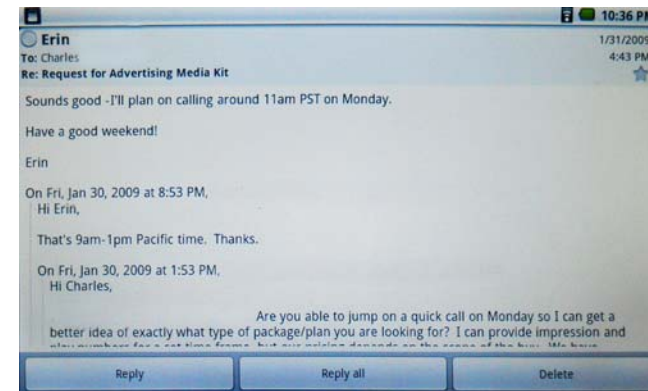 10:36 PM
Erin
1/31/2009
To: Charles
4:43 PM
Re: Request for Advertising Media Kit
Sounds good -I'll plan on calling around 11am PST on Monday.
Have a good weekend!
Erin
On Fri, Jan 30, 2009 at 8:53 PM,
Hi Erin,
That's 9am-1pm Pacific time. Thanks.
On Fri, Jan 30, 2009 at 1:53 PM,
Hi Charles,
Are you able to jump on a quick call on Monday so I can get a
better idea of exactly what type of package/plan you are looking for? I can provide impression and
Reply
Reply all
Delete